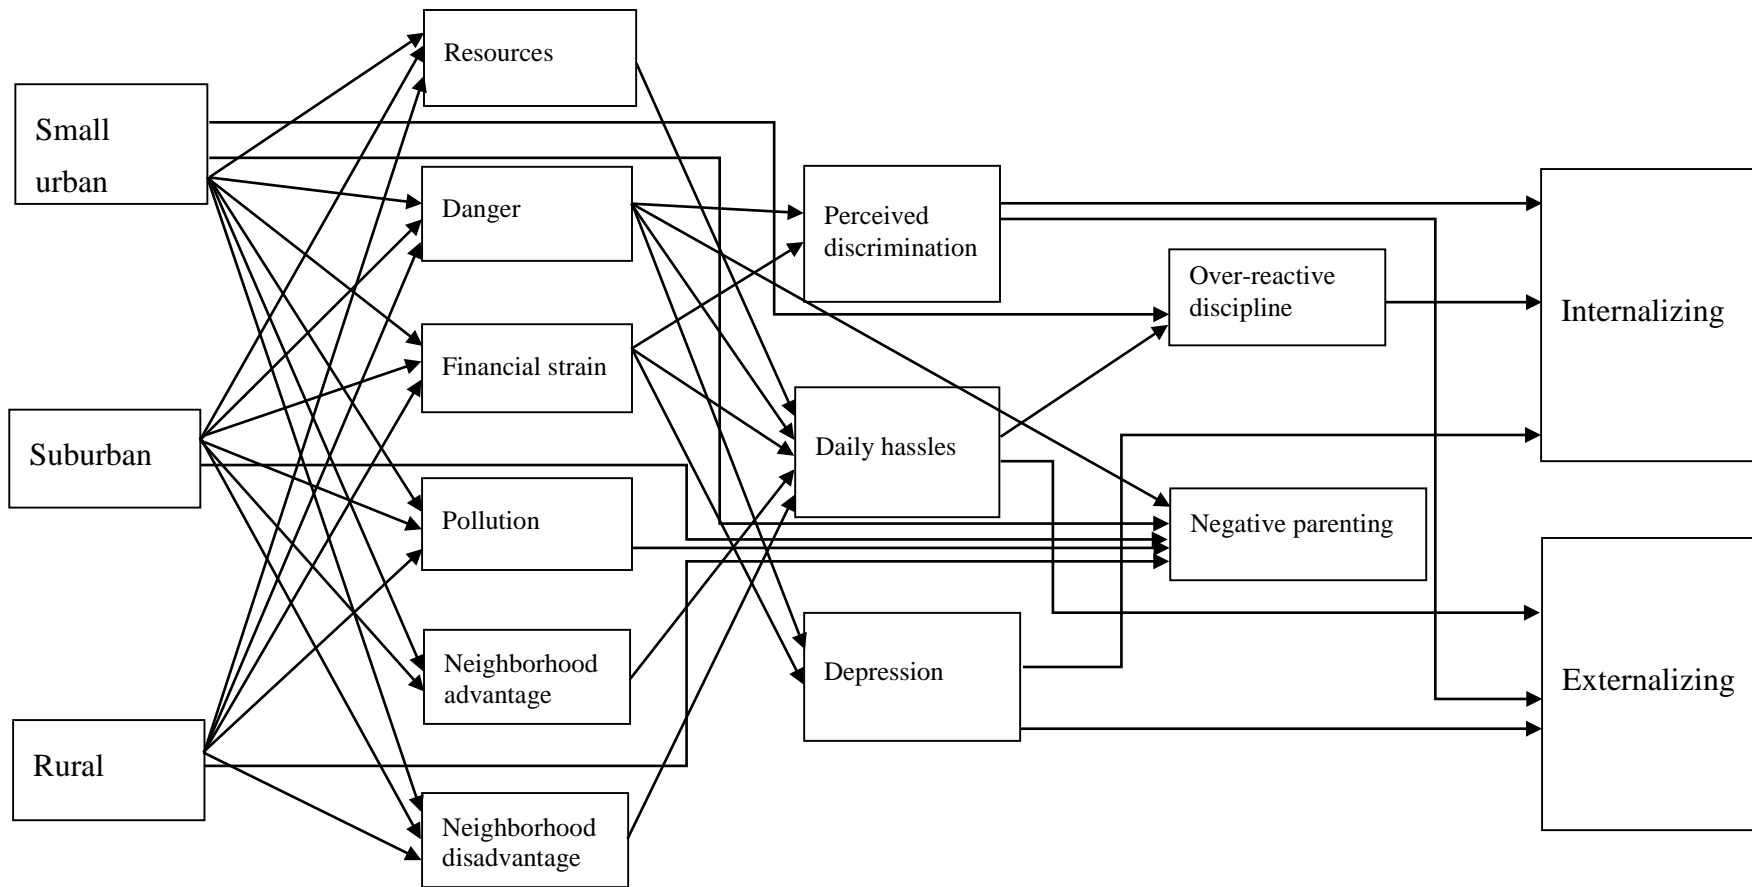 Resources
Small
urban
Danger
Perceived
discrimination
Over-reactive
discipline
Internalizing
Financial strain
Suburban
Daily hassles
Pollution
Negative parenting
Neighborhood
advantage
Depression
Externalizing
Rural
Neighborhood
disadvantage